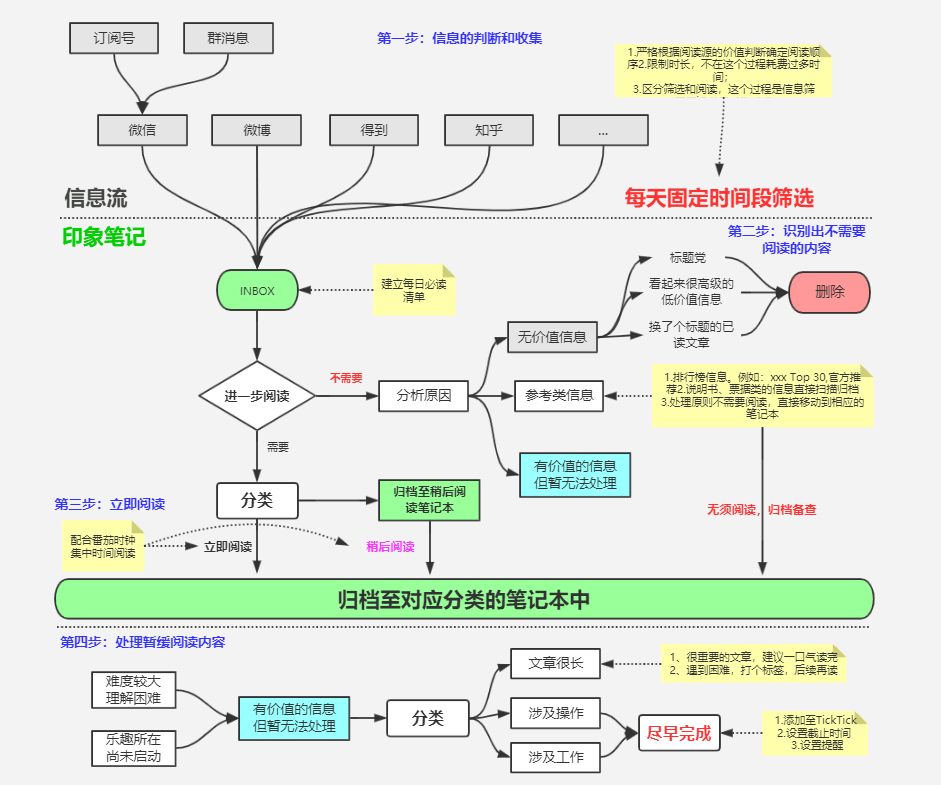 订阅号
群消息
第一步：信息的判断和收集
1.严格根据阅读源的价值判断确定阅读顺
序2.限制时长，不在这个过程耗费过多时
间；
3.区分筛选和阅读，这个过程是信息筛
微信
微博
得到
知乎
...
信息流
每天固定时间段筛选
印象笔记
第二步：识别出不需要
阅读的内容
INBOX
建立每日必读
清单
标题党
看起来很高级的
低价值信息
换了个标题的已
读文章
删除
无价值信息
不需要
进一步阅读
分析原因
参考类信息
1.排行榜信息。例如：xxx Top 30,官方推
荐2.说明书、票据类的信息直接扫描归档
3.处理原则不需要阅读，直接移动到相应的
笔记本
需要
有价值的信息
但暂无法处理
分类
归档至稍后阅
读笔记本
第三步：立即阅读
无须阅读，归档备查
配合番茄时钟
集中时间阅读
立即阅读
稍后阅读
归档至对应分类的笔记本中
第四步：处理暂缓阅读内容
难度较大
理解困难
乐趣所在
尚未启动
有价值的信息
但暂无法处理
分类
文章很长
1、很重要的文章，建议一口气读完
2、遇到困难，打个标签，后续再读
涉及操作
涉及工作
尽早完成
1.添加至TickTick
2.设置截止时间
3.设置提醒